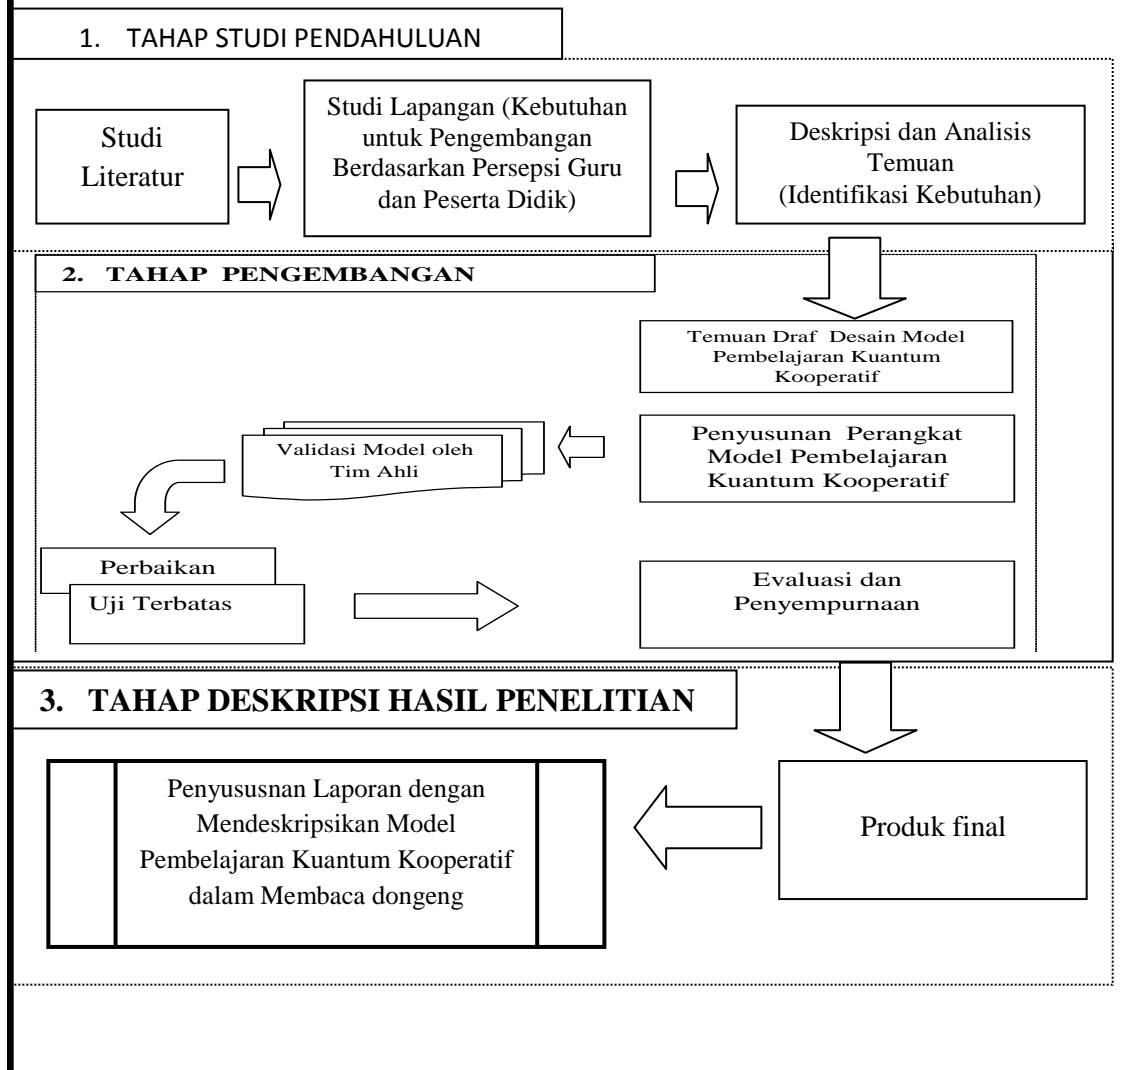 1. TAHAP STUDI PENDAHULUAN
Studi
Literatur
Studi Lapangan (Kebutuhan
untuk Pengembangan
Berdasarkan Persepsi Guru
dan Peserta Didik)
Deskripsi dan Analisis
Temuan
(Identifikasi Kebutuhan)
2. TAHAP PENGEMBANGAN
Temuan Draf Desain Model
Pembelajaran Kuantum
Kooperatif
Penyusunan Perangkat
Model Pembelajaran
Kuantum Kooperatif
Validasi Model oleh
Tim Ahli
Perbaikan
Uji Terbatas
Evaluasi dan
Penyempurnaan
3. TAHAP DESKRIPSI HASIL PENELITIAN
Produk final
Penyususnan Laporan dengan
Mendeskripsikan Model
Pembelajaran Kuantum Kooperatif
dalam Membaca dongeng